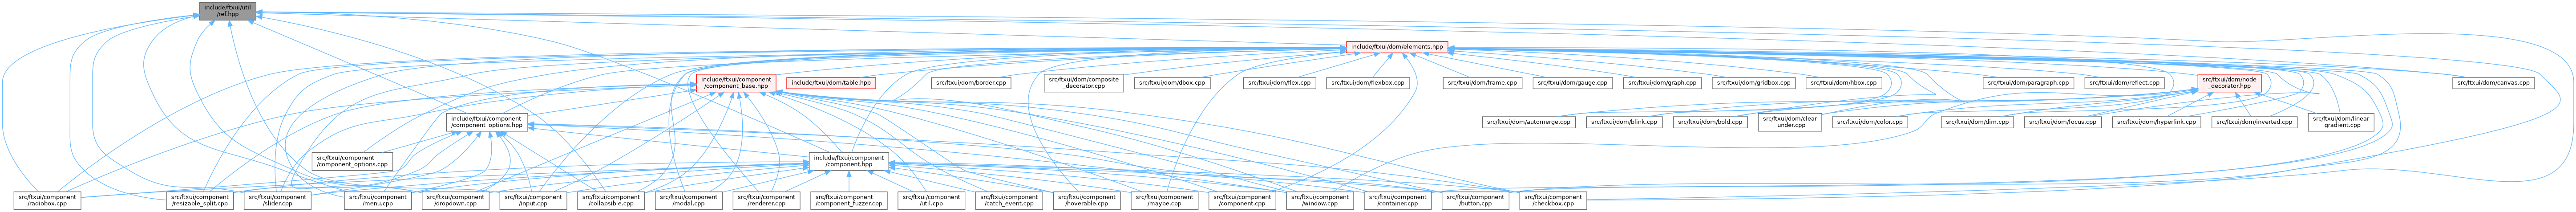 include/ftxui/util
/ref.hpp
include/ftxui/dom/elements.hpp
include/ftxui/component
/component_base.hpp
include/ftxui/dom/table.hpp
src/ftxui/dom/border.cpp
src/ftxui/dom/composite
_decorator.cpp
src/ftxui/dom/dbox.cpp
src/ftxui/dom/flex.cpp
src/ftxui/dom/flexbox.cpp
src/ftxui/dom/frame.cpp
src/ftxui/dom/gauge.cpp
src/ftxui/dom/graph.cpp
src/ftxui/dom/gridbox.cpp
src/ftxui/dom/hbox.cpp
src/ftxui/dom/paragraph.cpp
src/ftxui/dom/reflect.cpp
src/ftxui/dom/node
_decorator.hpp
src/ftxui/dom/canvas.cpp
include/ftxui/component
/component_options.hpp
src/ftxui/dom/automerge.cpp
src/ftxui/dom/blink.cpp
src/ftxui/dom/bold.cpp
src/ftxui/dom/clear
_under.cpp
src/ftxui/dom/color.cpp
src/ftxui/dom/dim.cpp
src/ftxui/dom/focus.cpp
src/ftxui/dom/hyperlink.cpp
src/ftxui/dom/inverted.cpp
src/ftxui/dom/linear
_gradient.cpp
src/ftxui/component
/component_options.cpp
include/ftxui/component
/component.hpp
src/ftxui/component
/radiobox.cpp
src/ftxui/component
/resizable_split.cpp
src/ftxui/component
/slider.cpp
src/ftxui/component
/menu.cpp
src/ftxui/component
/dropdown.cpp
src/ftxui/component
/input.cpp
src/ftxui/component
/collapsible.cpp
src/ftxui/component
/modal.cpp
src/ftxui/component
/renderer.cpp
src/ftxui/component
/component_fuzzer.cpp
src/ftxui/component
/util.cpp
src/ftxui/component
/catch_event.cpp
src/ftxui/component
/hoverable.cpp
src/ftxui/component
/maybe.cpp
src/ftxui/component
/component.cpp
src/ftxui/component
/window.cpp
src/ftxui/component
/container.cpp
src/ftxui/component
/button.cpp
src/ftxui/component
/checkbox.cpp